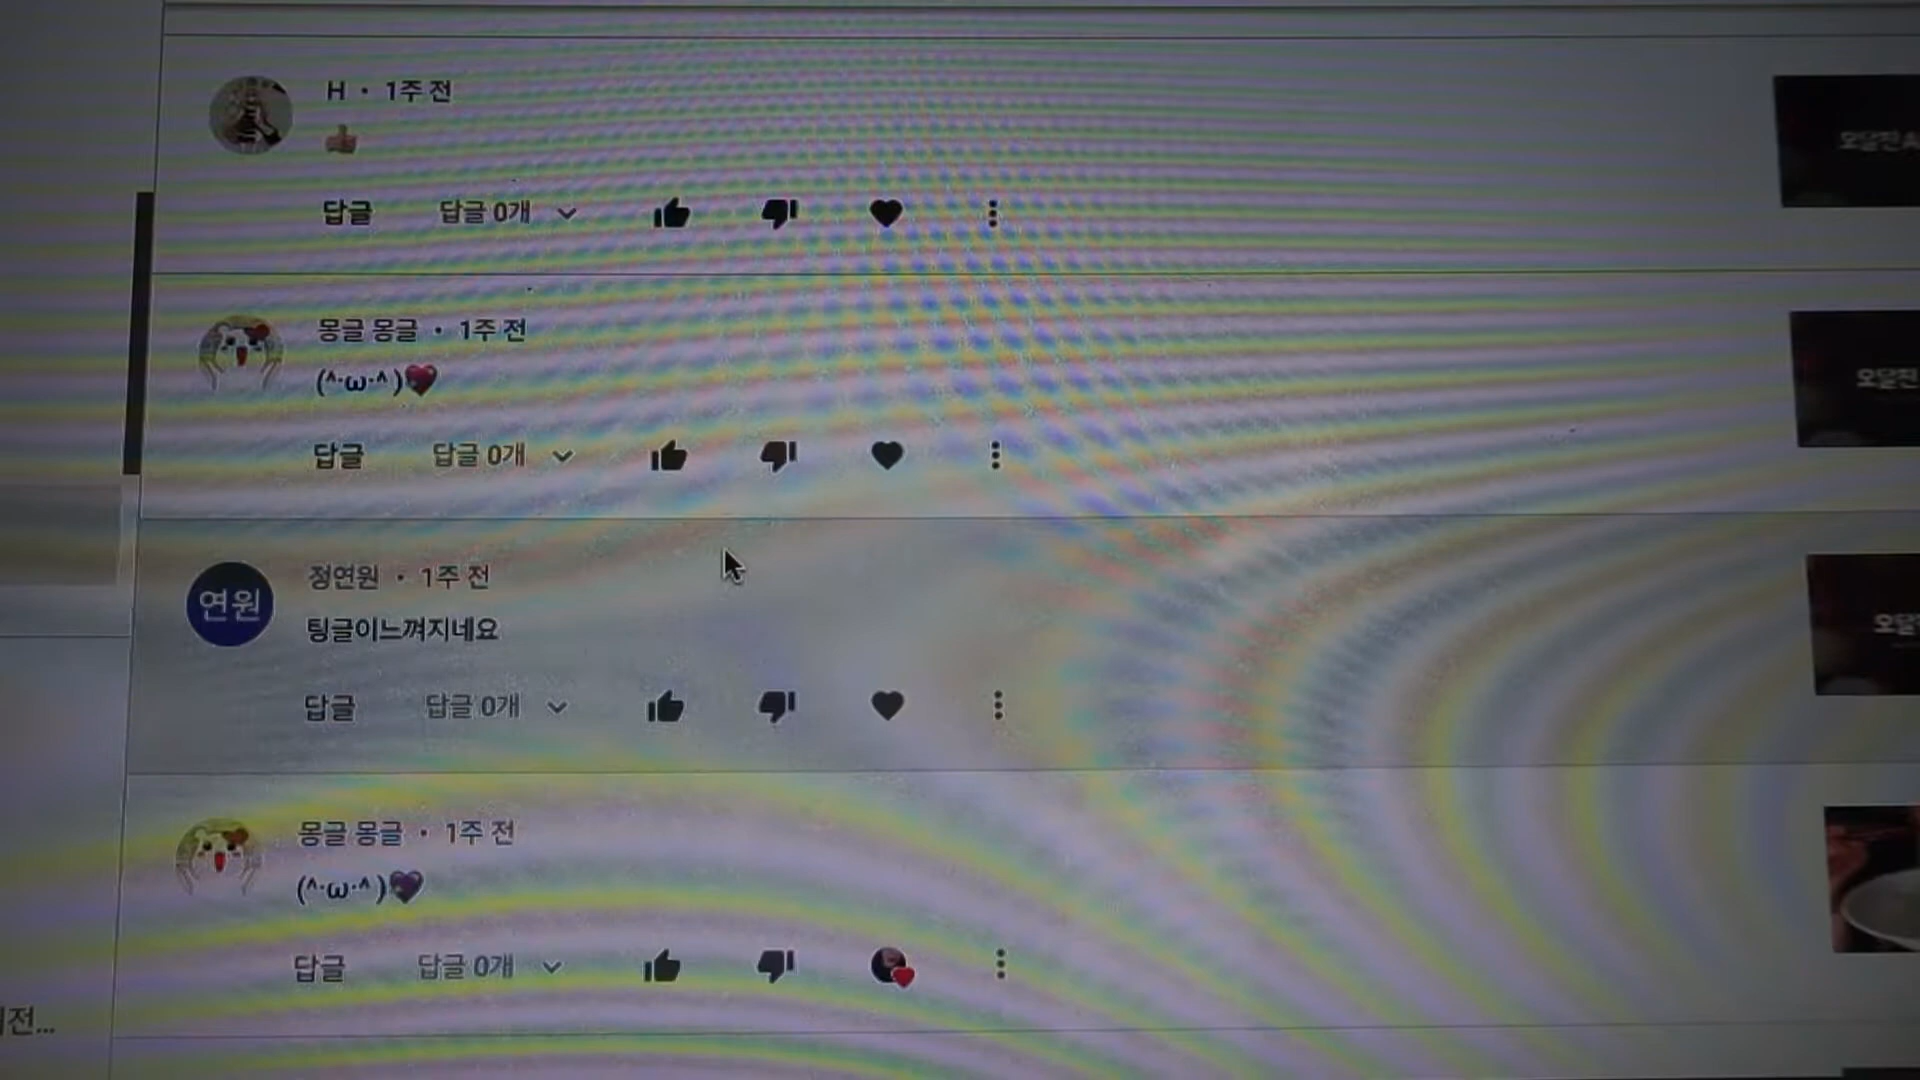 H · 1주 전
👍🏼
답글 답글 0개
몽글 몽글 · 1주 전
(^·ω·^)💖
답글 답글 0개
연원
정연원 · 1주 전
팅글이느껴지네요
답글 답글 0개
몽글 몽글 · 1주 전
(^·ω·^)💜
답글 답글 0개
전...